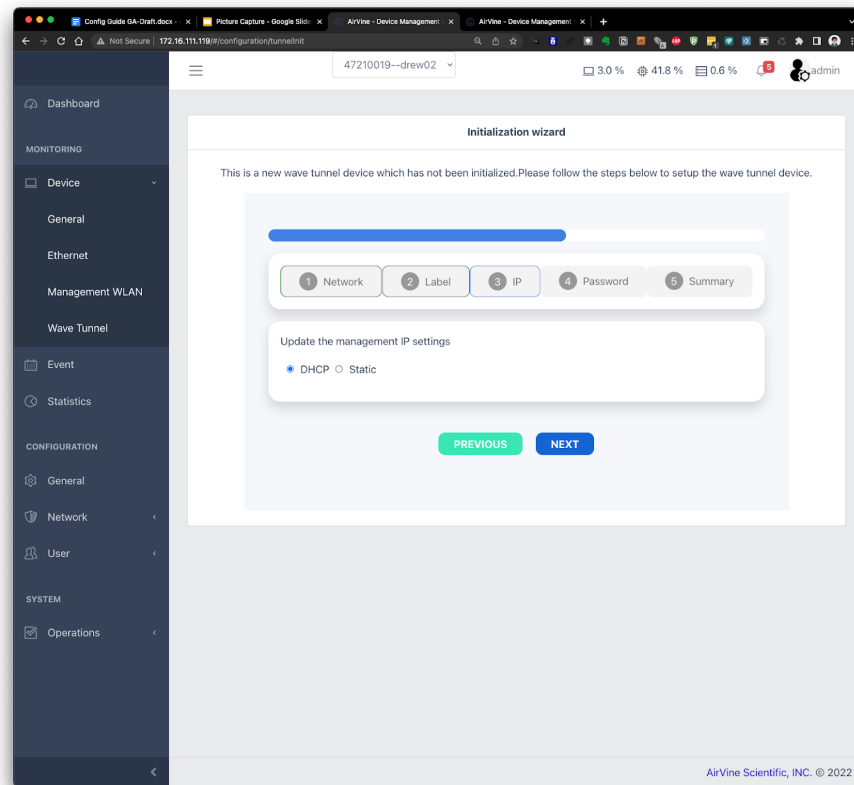 Config Guide GA-Draft.docx -
Picture Capture - Google Slide
AirVine - Device Management
AirVine - Device Management
Not Secure | 172.16.111.119/#/configuration/tunnelInit
47210019--drew02
3.0 %
41.8 %
0.6 %
5
admin
Dashboard
MONITORING
Device
General
Ethernet
Management WLAN
Wave Tunnel
Event
Statistics
CONFIGURATION
General
Network
User
SYSTEM
Operations
Initialization wizard
This is a new wave tunnel device which has not been initialized.Please follow the steps below to setup the wave tunnel device.
1 Network
2 Label
3 IP
4 Password
5 Summary
Update the management IP settings
DHCP
Static
PREVIOUS
NEXT
AirVine Scientific, INC. © 2022